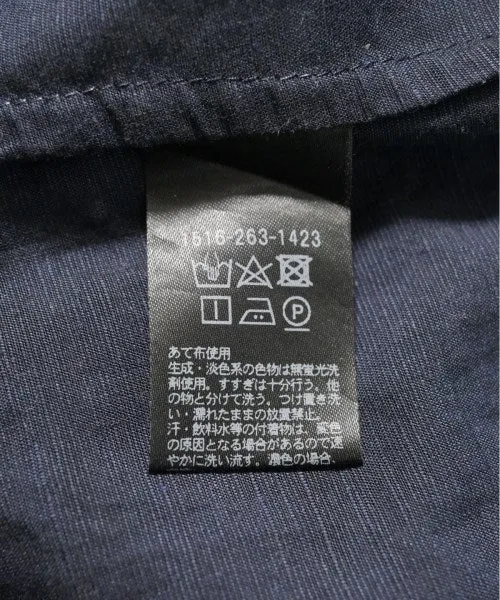 1616-263-1423
P
あて布使用
生成・淡色系の色物は無蛍光洗
剤使用。すすぎは十分行う。他
の物と分けて洗う。つけ置き洗
い・濡れたままの放置禁止。
汗・飲料水等の付着物は、変色
の原因となる場合があるので速
やかに洗い流す。濃色の場合、